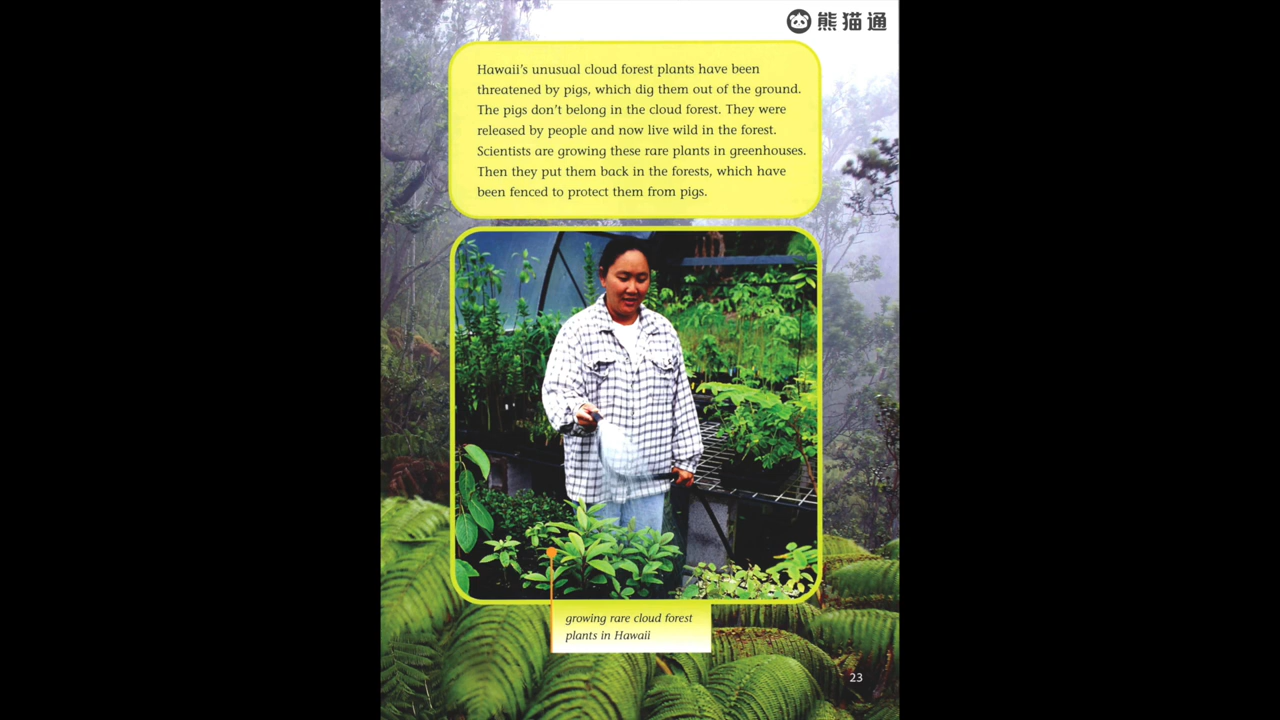 熊猫通
Hawaii's unusual cloud forest plants have been
threatened by pigs, which dig them out of the ground.
The pigs don't belong in the cloud forest. They were
released by people and now live wild in the forest.
Scientists are growing these rare plants in greenhouses.
Then they put them back in the forests, which have
been fenced to protect them from pigs.
growing rare cloud forest
plants in Hawaii
23